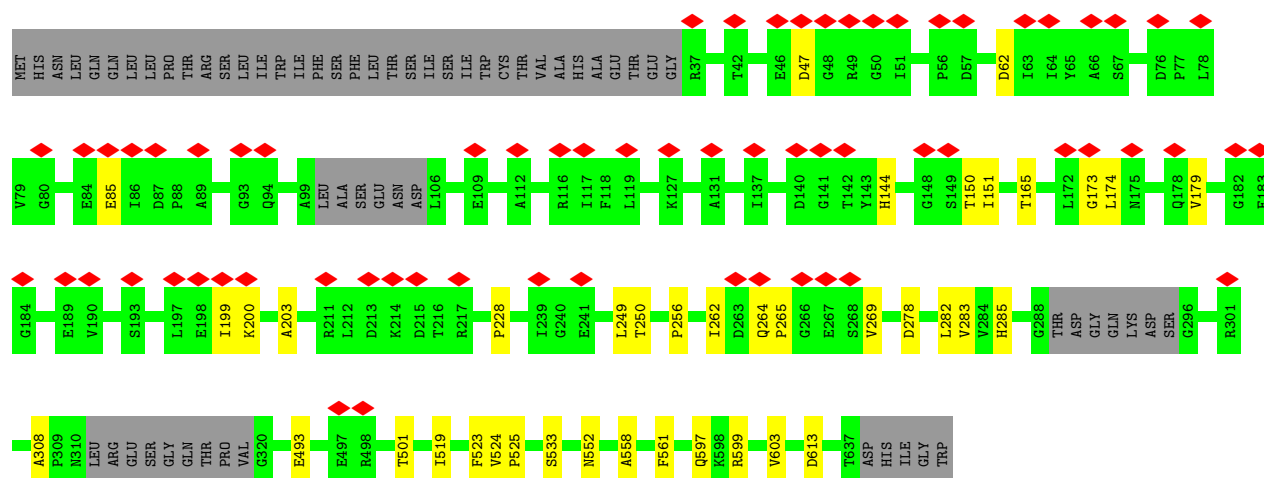 MET HIS ASN LEU GLN GLN LEU LEU PRO THR ARG SER LEU ILE TRP ILE PHE SER PHE LEU THR SER ILE SER ILE TRP CYS THR VAL ALA HIS ALA GLU THR GLU GLY R37 T42 E46 D47 G48 R49 G50 I51 P56 D57 D62 I63 I64 Y65 A66 S67 D76 P77 L78
V79 G80 E84 E85 I86 D87 P88 A89 G93 Q94 A99 LEU ALA SER GLU ASN ASP L106 E109 A112 R116 I117 F118 L119 K127 A131 I137 D140 G141 T142 Y143 H144 G148 S149 T150 I151 T165 L172 G173 L174 N175 Q178 V179 G182 E183
G184 E189 V190 S193 L197 E198 I199 K200 A203 R211 L212 D213 K214 D215 T216 R217 P228 I239 G240 E241 L249 T250 P256 I262 D263 Q264 P265 G266 E267 S268 V269 D278 L282 V283 V284 H285 G288 THR ASP GLY GLN LYS ASP SER G296 R301
A308 P309 N310 LEU ARG GLU SER GLY GLN THR PRO VAL G320 E493 E497 R498 T501 I519 F523 V524 P525 S533 N552 A558 F561 Q597 K598 R599 V603 D613 T637 ASP HIS ILE GLY TRP